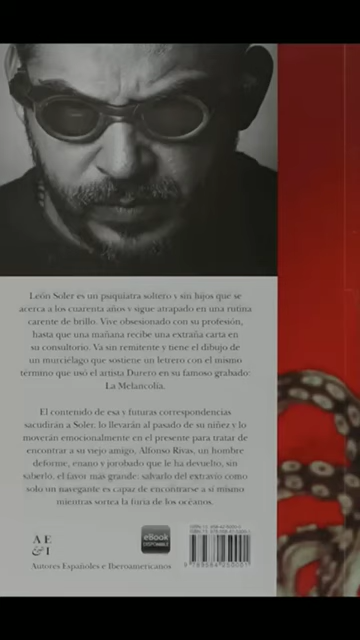 León Soler es un psiquiatra soltero y sin hijos que se
acerca a los cuarenta años y sigue atrapado en una rutina
carente de brillo. Vive obsesionado con su profesión,
hasta que una mañana recibe una extraña carta en
su consultorio. Va sin remitente y tiene el dibujo de
un murciélago que sostiene un letrero con el mismo
término que usó el artista Durero en su famoso grabado:
La Melancolía.
El contenido de esa y futuras correspondencias
sacudirán a Soler, lo llevarán al pasado de su niñez y lo
moverán emocionalmente en el presente para tratar de
encontrar a su viejo amigo, Alfonso Rivas, un hombre
deforme, enano y jorobado que le ha devuelto, sin
saberlo, el favor más grande: salvarlo del extravío como
solo un navegante es capaz de encontrarse a sí mismo
mientras sortea la furia de los océanos.
A E
& I
eBook
DISPONIBLE
Autores Españoles e Iberoamericanos